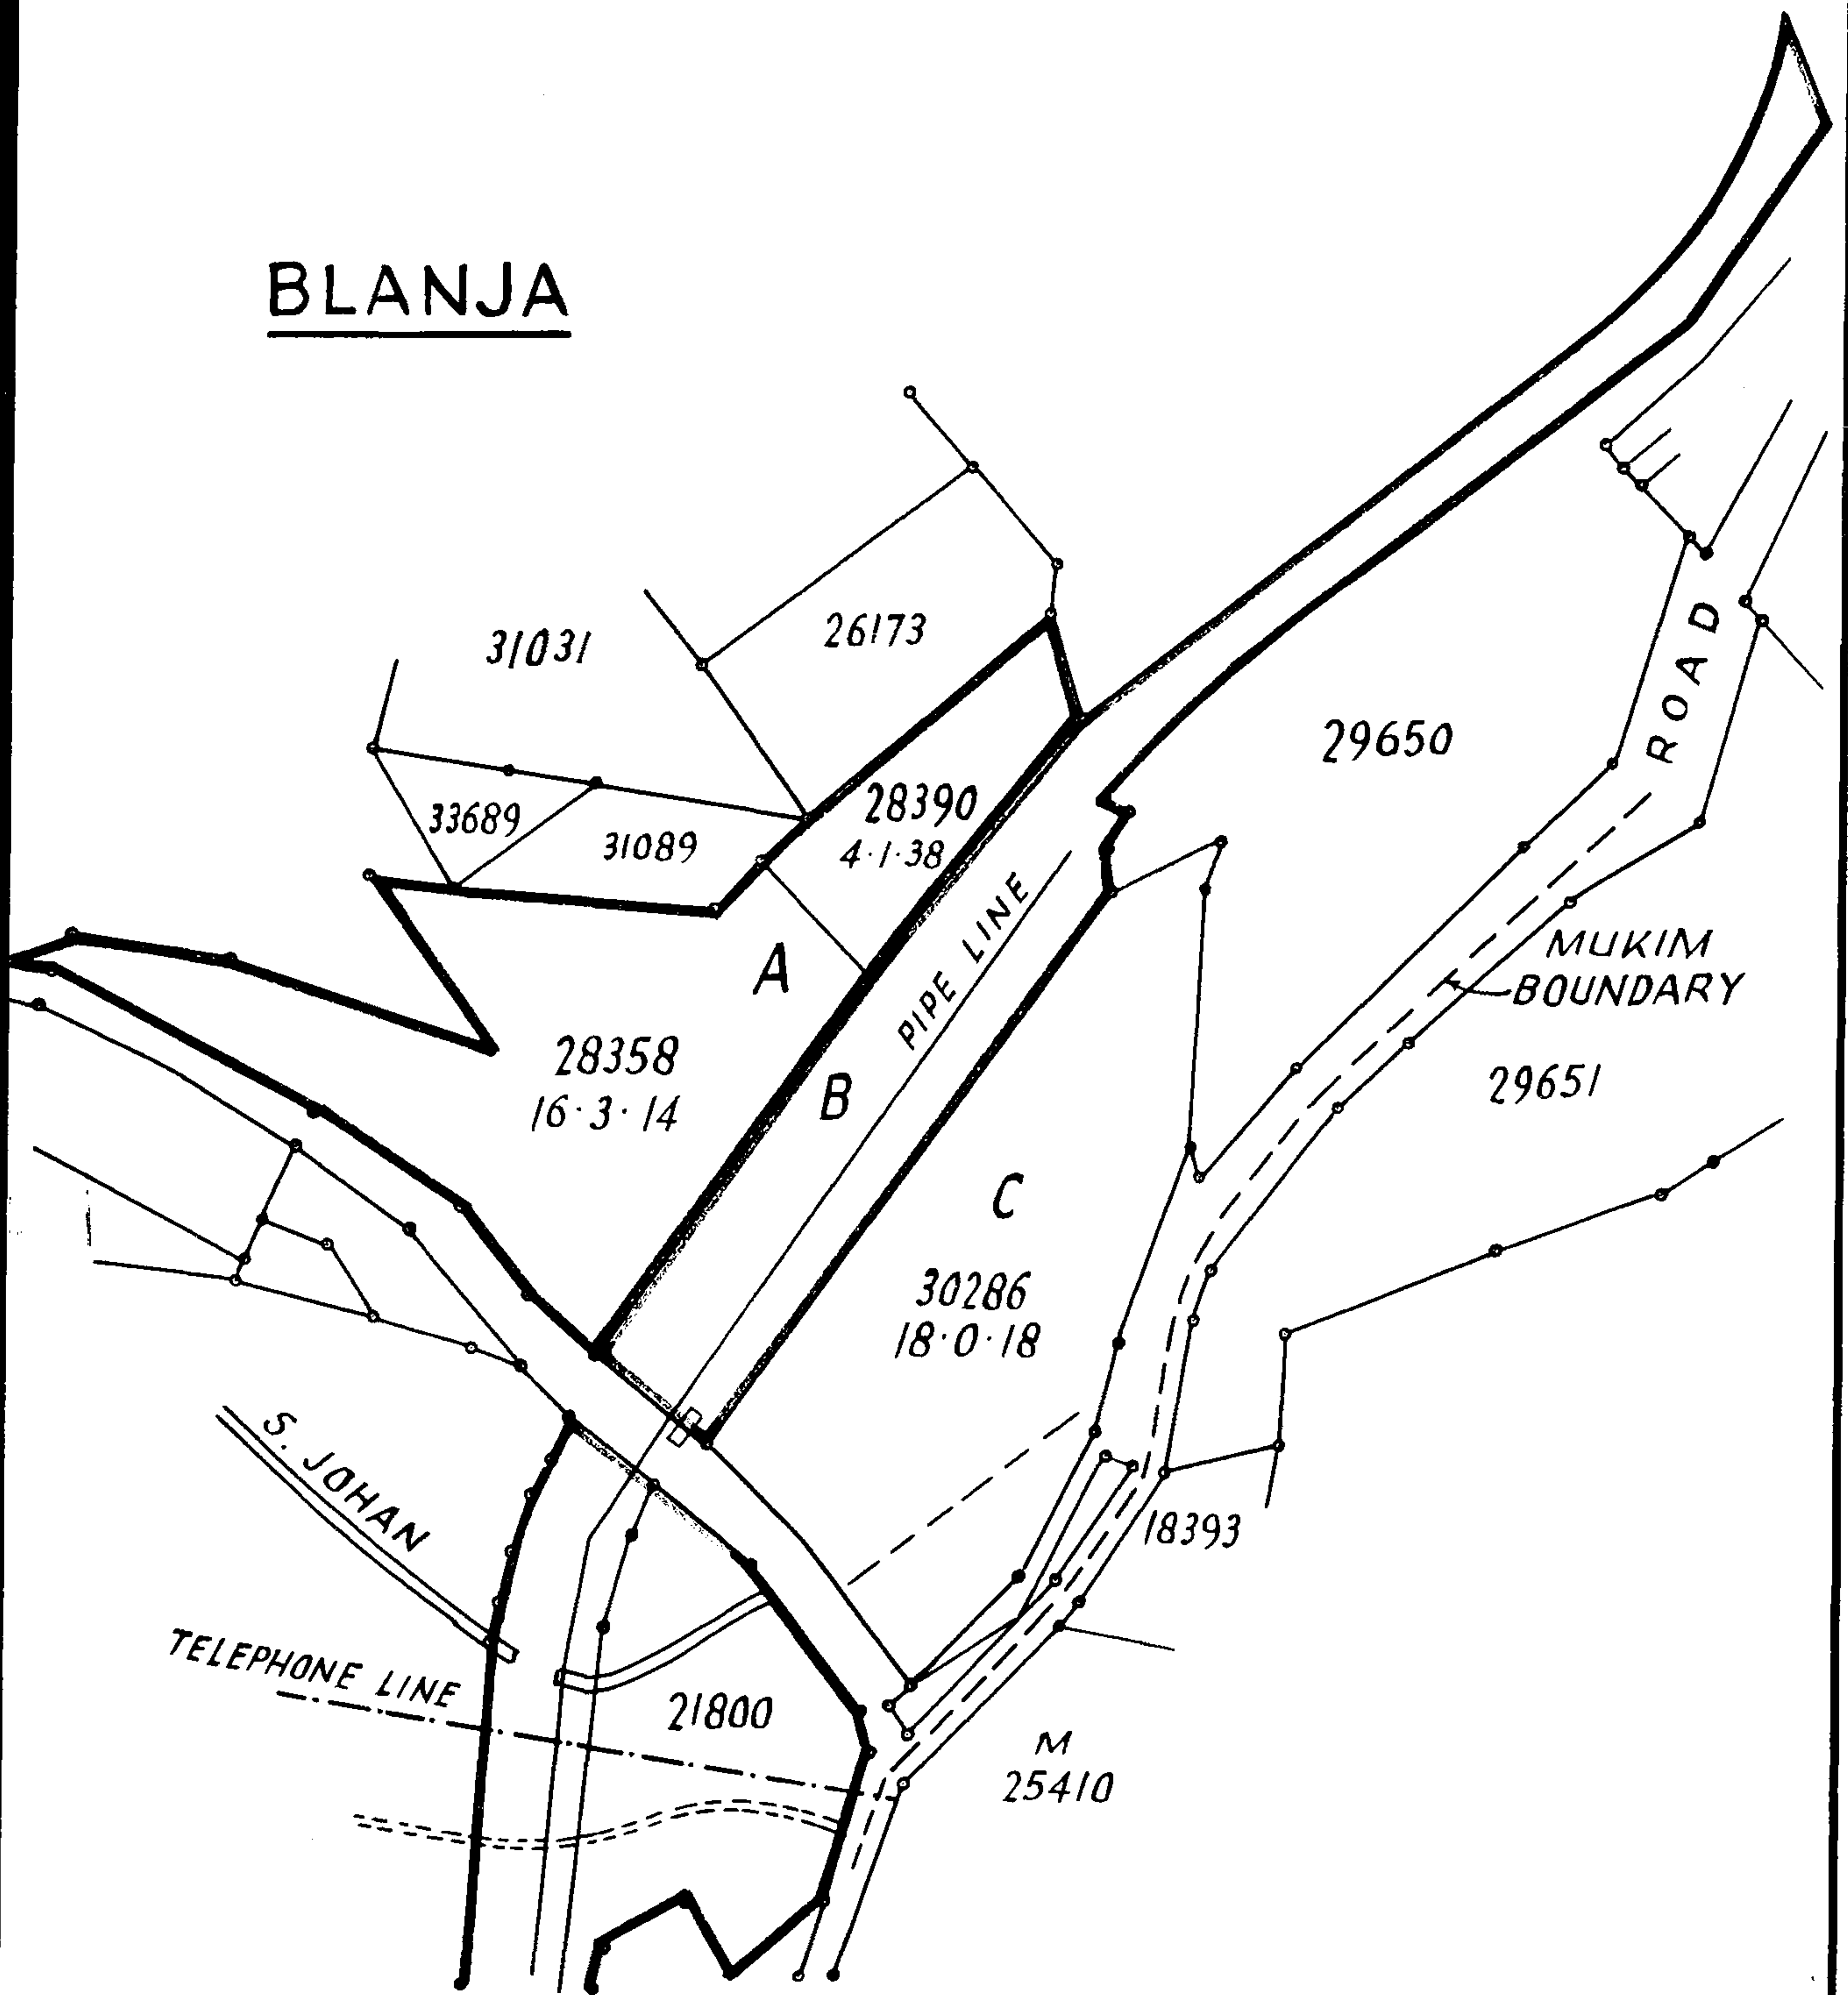 BLANJA
31031
26173
29650
ROAD
33689
31089
28390
4·1·38
PIPE LINE
A
MUKIM
BOUNDARY
28358
16·3·14
B
29651
C
30286
18·0·18
S. JOHAN
18393
TELEPHONE LINE
21800
M
25410